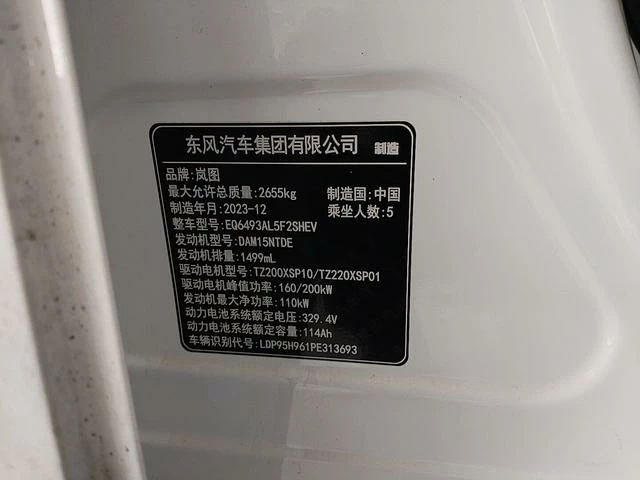 东风汽车集团有限公司 制造
品牌:岚图
最大允许总质量:2655kg 制造国:中国
制造年月:2023-12 乘坐人数:5
整车型号:EQ6493AL5F2SHEV
发动机型号:DAM15NTDE
发动机排量:1499mL
驱动电机型号:TZ200XSP10/TZ220XSP01
驱动电机峰值功率:160/200kW
发动机最大净功率:110kW
动力电池系统额定电压:329.4V
动力电池系统额定容量:114Ah
车辆识别代号:LDP95H961PE313693